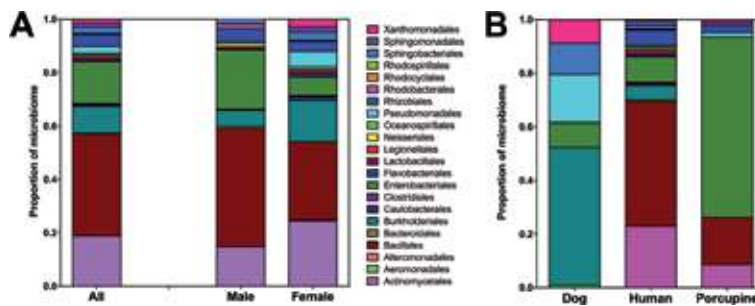 A
Proportion of microbiome
1.0
0.8
0.6
0.4
0.2
0.0
All
Male
Female
Xanthomonadales
Sphingomonadales
Sphingobacteriales
Rhodospirillales
Rhodocyclales
Rhodobacterales
Rhizobiales
Pseudomonadales
Oceanospirillales
Neisseriales
Legionellales
Lactobacillales
Flavobacteriales
Enterobacteriales
Clostridiales
Caulobacterales
Burkholderiales
Bacteroidales
Bacillales
Alteromonadales
Aeromonadales
Actinomycetales
B
Proportion of microbiome
1.0
0.8
0.6
0.4
0.2
0.0
Dog
Human
Porcupine